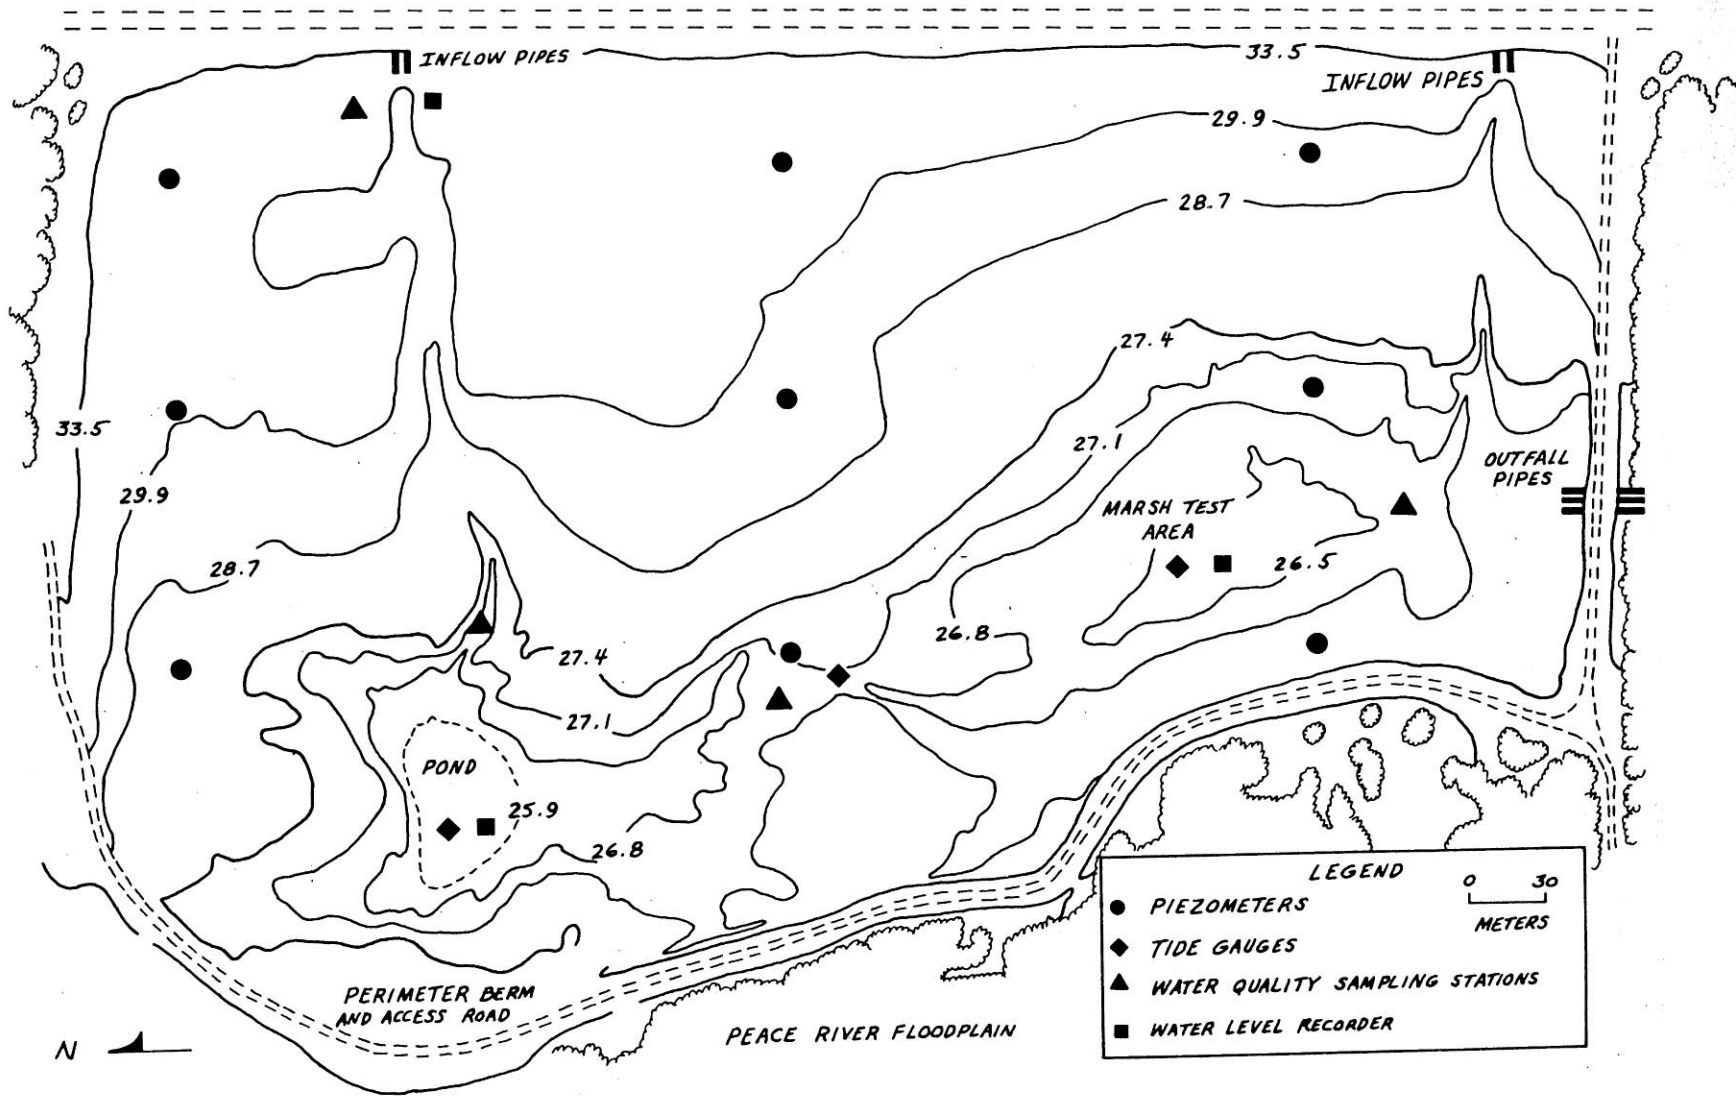 INFLOW PIPES
33.5
INFLOW PIPES
29.9
28.7
27.4
33.5
27.1
OUTFALL
PIPES
29.9
MARSH TEST
AREA
28.7
26.5
26.8
27.4
27.1
POND
25.9
26.8
LEGEND
PIEZOMETERS
0 30
METERS
TIDE GAUGES
WATER QUALITY SAMPLING STATIONS
WATER LEVEL RECORDER
PERIMETER BERM
AND ACCESS ROAD
PEACE RIVER FLOODPLAIN
N